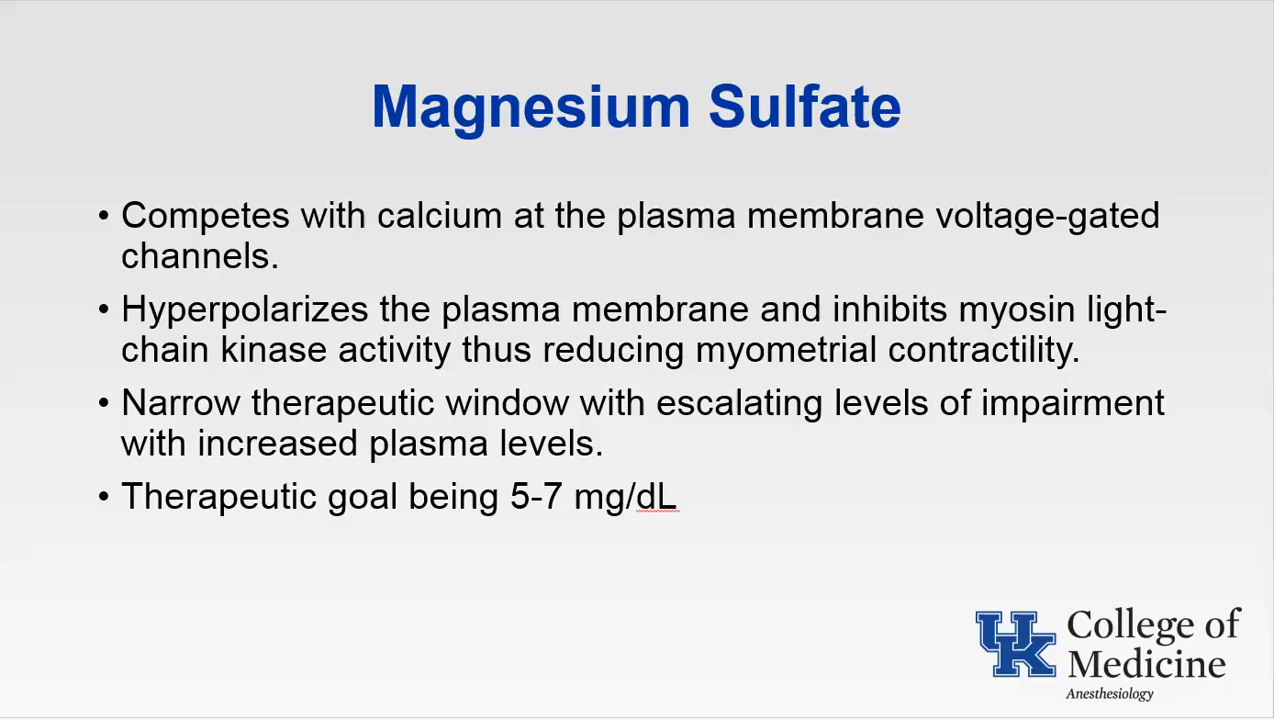 Magnesium Sulfate
• Competes with calcium at the plasma membrane voltage-gated
channels.
• Hyperpolarizes the plasma membrane and inhibits myosin light-
chain kinase activity thus reducing myometrial contractility.
• Narrow therapeutic window with escalating levels of impairment
with increased plasma levels.
• Therapeutic goal being 5-7 mg/dL
UK
College of
Medicine
Anesthesiology